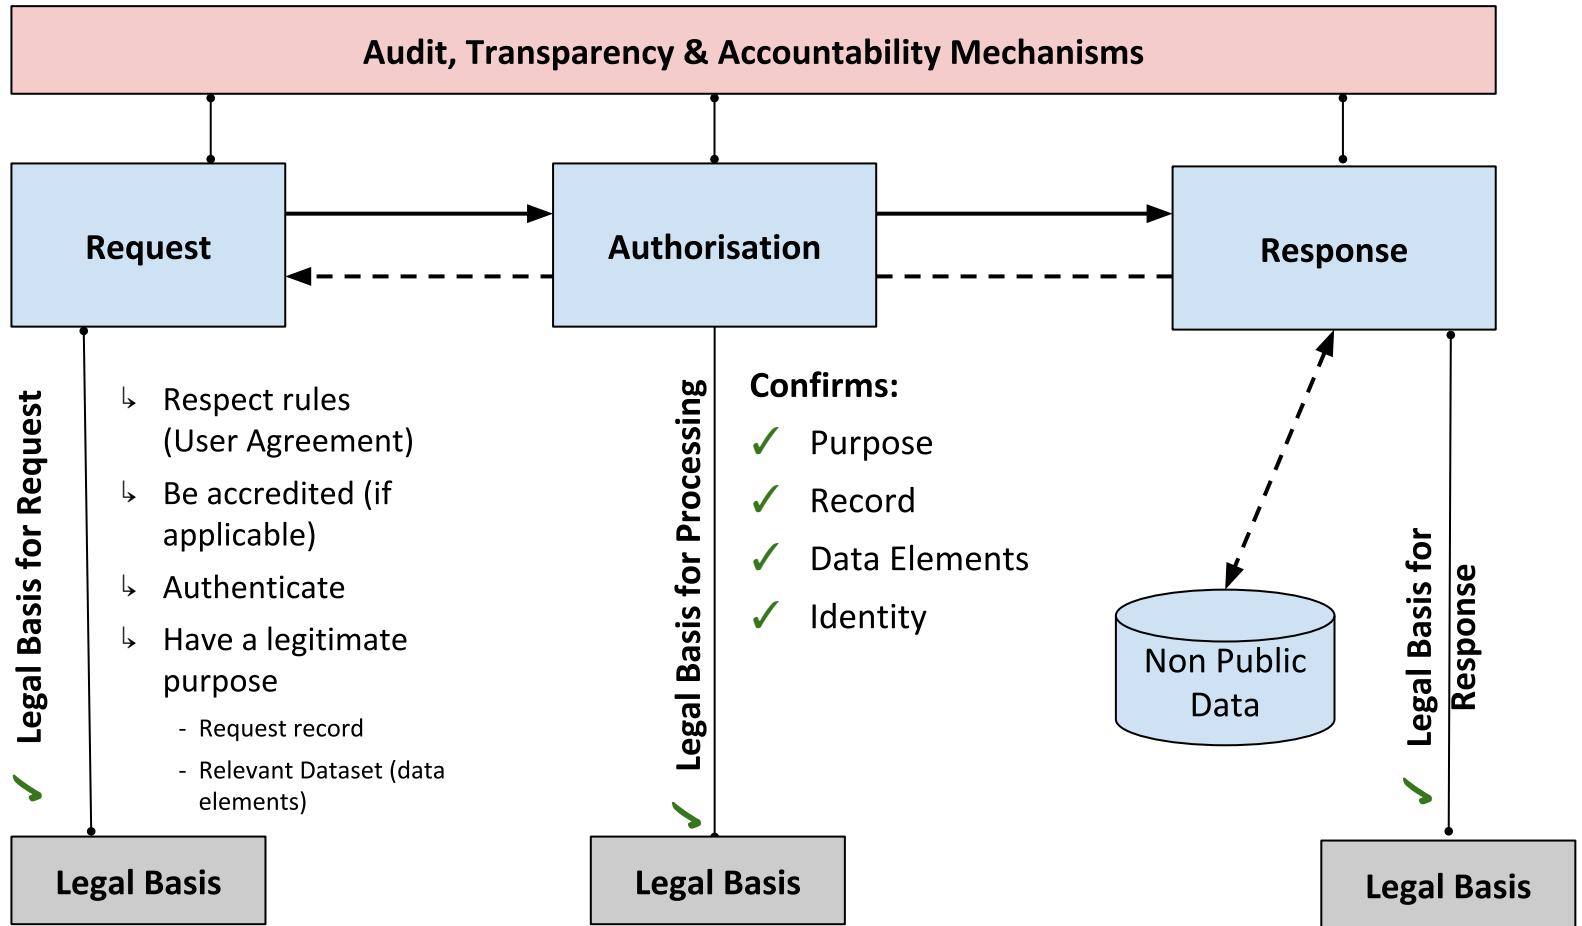 Audit, Transparency & Accountability Mechanisms
Request
Authorisation
Response
Legal Basis for Request
↳ Respect rules
(User Agreement)
↳ Be accredited (if
applicable)
↳ Authenticate
↳ Have a legitimate
purpose
- Request record
- Relevant Dataset (data
elements)
Legal Basis for Processing
Confirms:
✓ Purpose
✓ Record
✓ Data Elements
✓ Identity
Non Public
Data
Legal Basis for
Response
Legal Basis
Legal Basis
Legal Basis